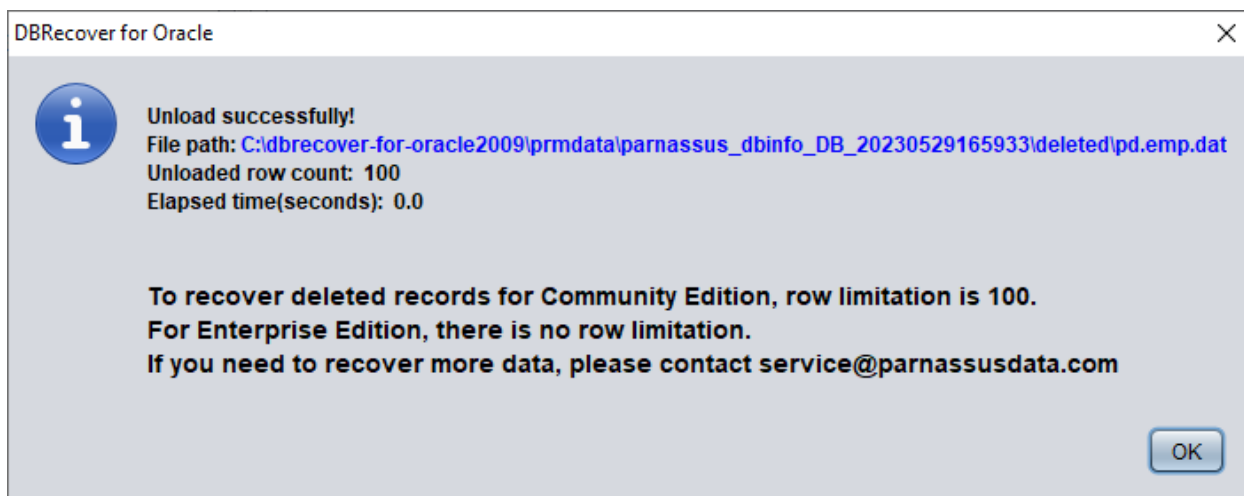 DBRecover for Oracle
Unload successfully!
File path: C:\dbrecover-for-oracle2009\prmdata\parnassus_dbinfo_DB_20230529165933\deleted\pd.emp.dat
Unloaded row count: 100
Elapsed time(seconds): 0.0
To recover deleted records for Community Edition, row limitation is 100.
For Enterprise Edition, there is no row limitation.
If you need to recover more data, please contact service@parnassusdata.com
OK